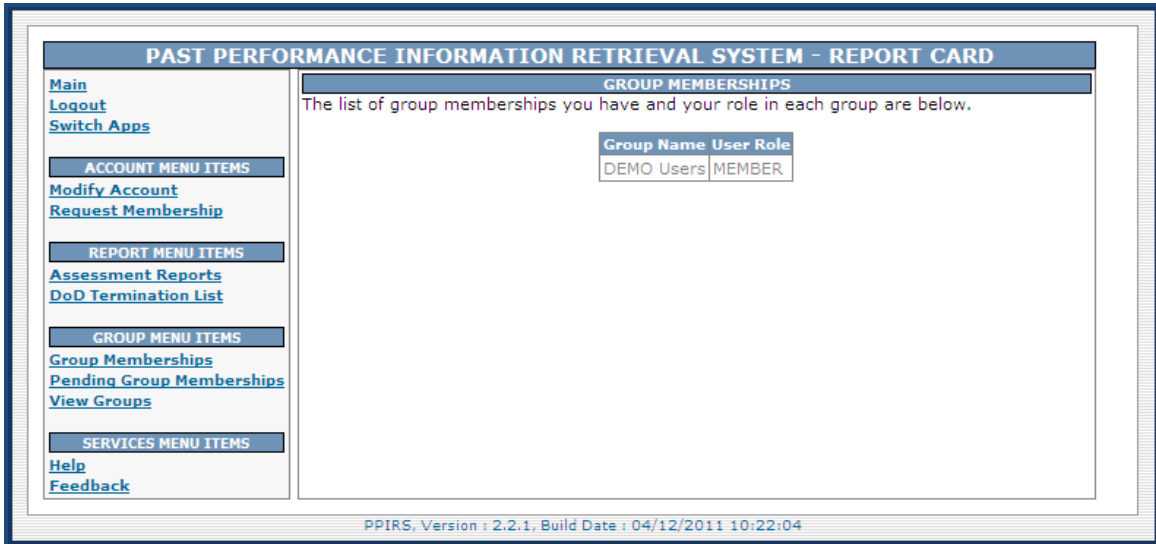 PAST PERFORMANCE INFORMATION RETRIEVAL SYSTEM - REPORT CARD
Main
Logout
Switch Apps
ACCOUNT MENU ITEMS
Modify Account
Request Membership
REPORT MENU ITEMS
Assessment Reports
DoD Termination List
GROUP MENU ITEMS
Group Memberships
Pending Group Memberships
View Groups
SERVICES MENU ITEMS
Help
Feedback
GROUP MEMBERSHIPS
The list of group memberships you have and your role in each group are below.
Group Name User Role
DEMO Users MEMBER
PPIRS, Version : 2.2.1, Build Date : 04/12/2011 10:22:04